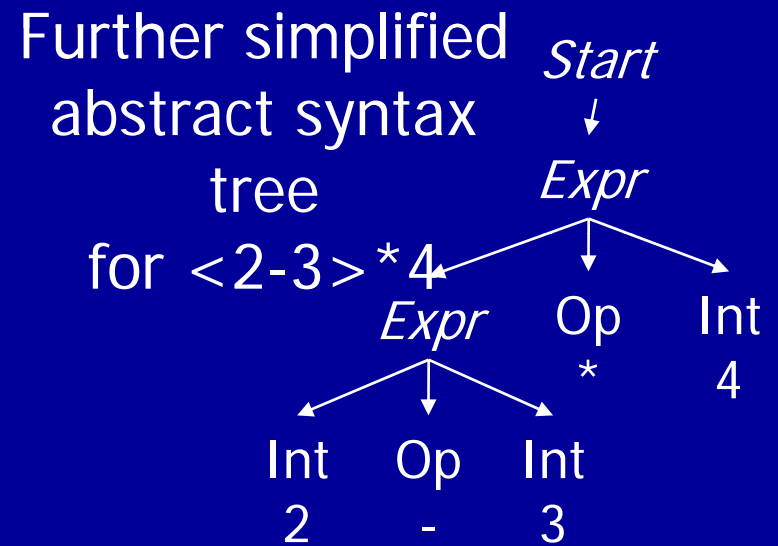 Further simplified
abstract syntax
tree
for <2-3>*4
Start
Expr
Expr Op Int
* 4
Int Op Int
2 - 3